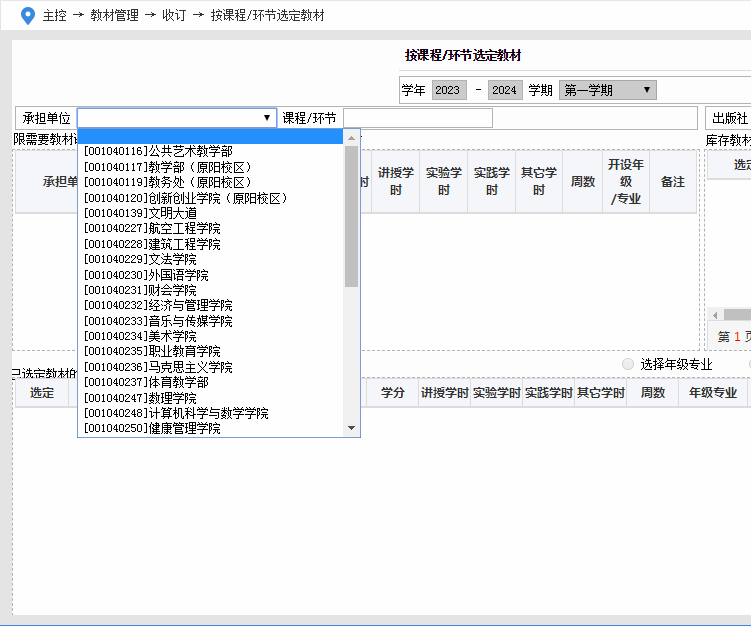 主控 → 教材管理 → 收订 → 按课程/环节选定教材
按课程/环节选定教材
学年 2023 - 2024 学期 第一学期
承担单位 课程/环节 出版社
限需要教材
库存教材
[001040116]公共艺术教学部
[001040117]教学部（原阳校区）
[001040119]教务处（原阳校区）
[001040120]创新创业学院（原阳校区）
[001040139]文明大道
[001040227]航空工程学院
[001040228]建筑工程学院
[001040229]文法学院
[001040230]外国语学院
[001040231]财会学院
[001040232]经济与管理学院
[001040233]音乐与传媒学院
[001040234]美术学院
[001040235]职业教育学院
[001040236]马克思主义学院
[001040237]体育教学部
[001040247]数理学院
[001040248]计算机科学与数学学院
[001040250]健康管理学院
承担单 时 讲授学时 实验学时 实践学时 其它学时 周数 开设年级/专业 备注 选定
第 1 页
选择年级专业
已选定教材的
选定 学分 讲授学时 实验学时 实践学时 其它学时 周数 年级专业